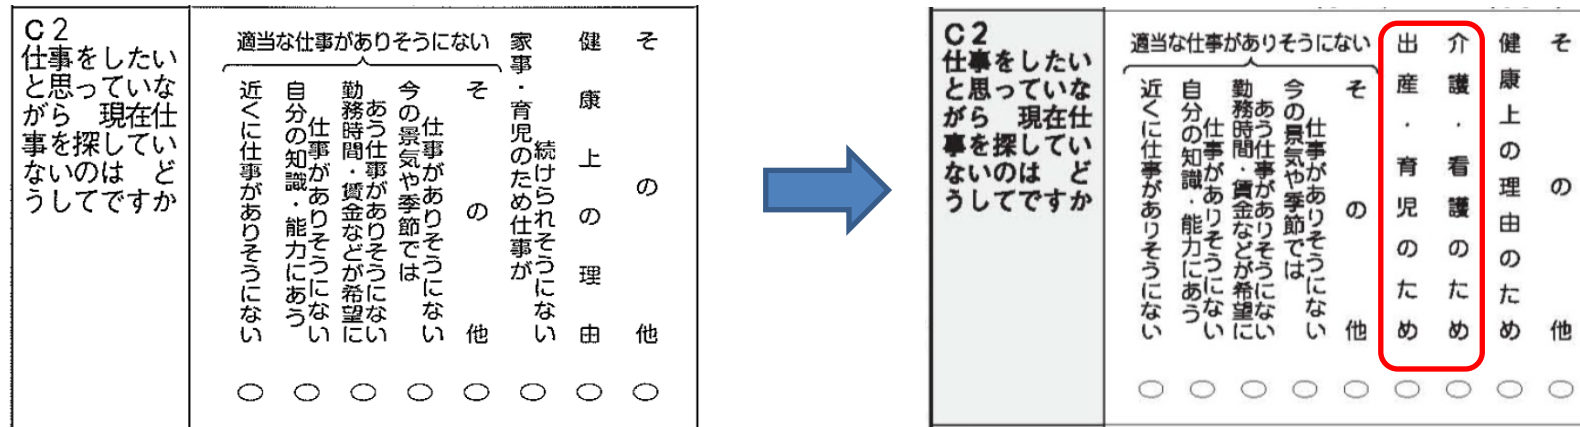 C2
仕事をしたい
と思っていな
がら　現在仕
事を探してい
ないのは　ど
うしてですか
適当な仕事がありそうにない
近くに仕事がありそうにない
自分の知識・能力にあう
仕事がありそうにない
勤務時間・賃金などが希望に
あう仕事がありそうにない
今の景気や季節では
仕事がありそうにない
その他
家事・育児のため仕事が
続けられそうにない
健康上の理由
その他
C2
仕事をしたい
と思っていな
がら　現在仕
事を探してい
ないのは　ど
うしてですか
適当な仕事がありそうにない
近くに仕事がありそうにない
自分の知識・能力にあう
仕事がありそうにない
勤務時間・賃金などが希望に
あう仕事がありそうにない
今の景気や季節では
仕事がありそうにない
その他
出産・育児のため
介護・看護のため
健康上の理由のため
その他